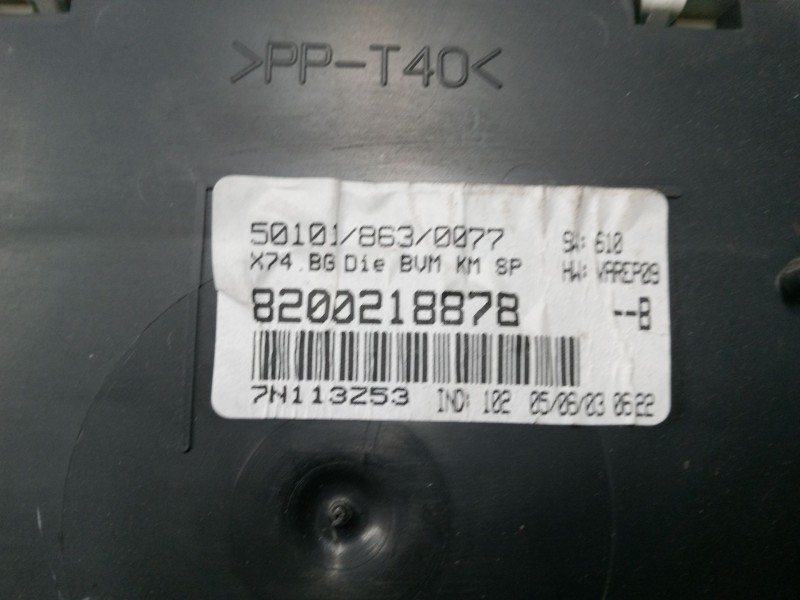 >PP-T40<
50101/863/0077 SW: 610
X74.BG Die BVM KM SP HW: VAREP09
8200218878 --B
7N113Z53 IND: 102 05/06/03 06:22